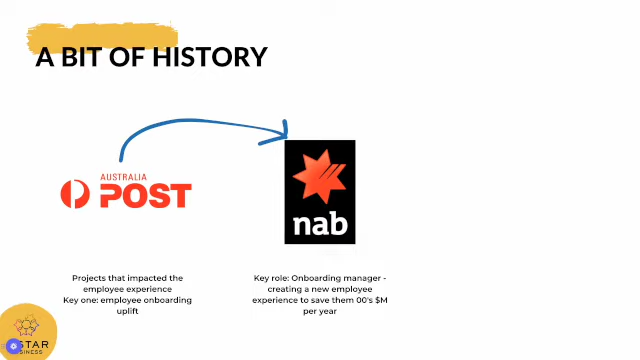 A BIT OF HISTORY
AUSTRALIA
POST
nab
Projects that impacted the
employee experience
Key one: employee onboarding
uplift
Key role: Onboarding manager -
creating a new employee
experience to save them 00's $M
per year
STAR